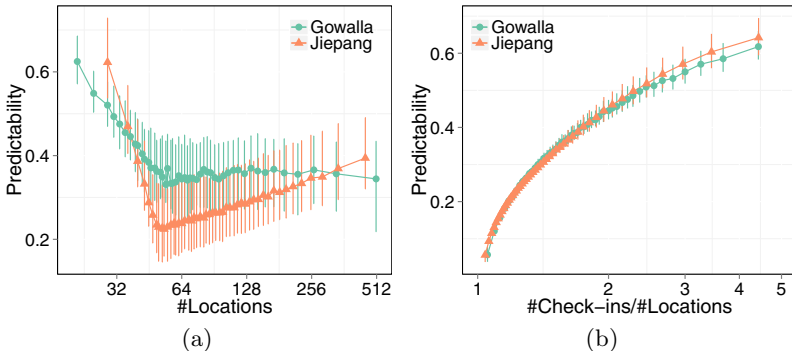 Gowalla
Jiepang
Predictability
0.6
0.4
0.2
32 64 128 256 512
#Locations
(a)
Gowalla
Jiepang
Predictability
0.6
0.4
0.2
1 2 3 4 5
#Check−ins/#Locations
(b)